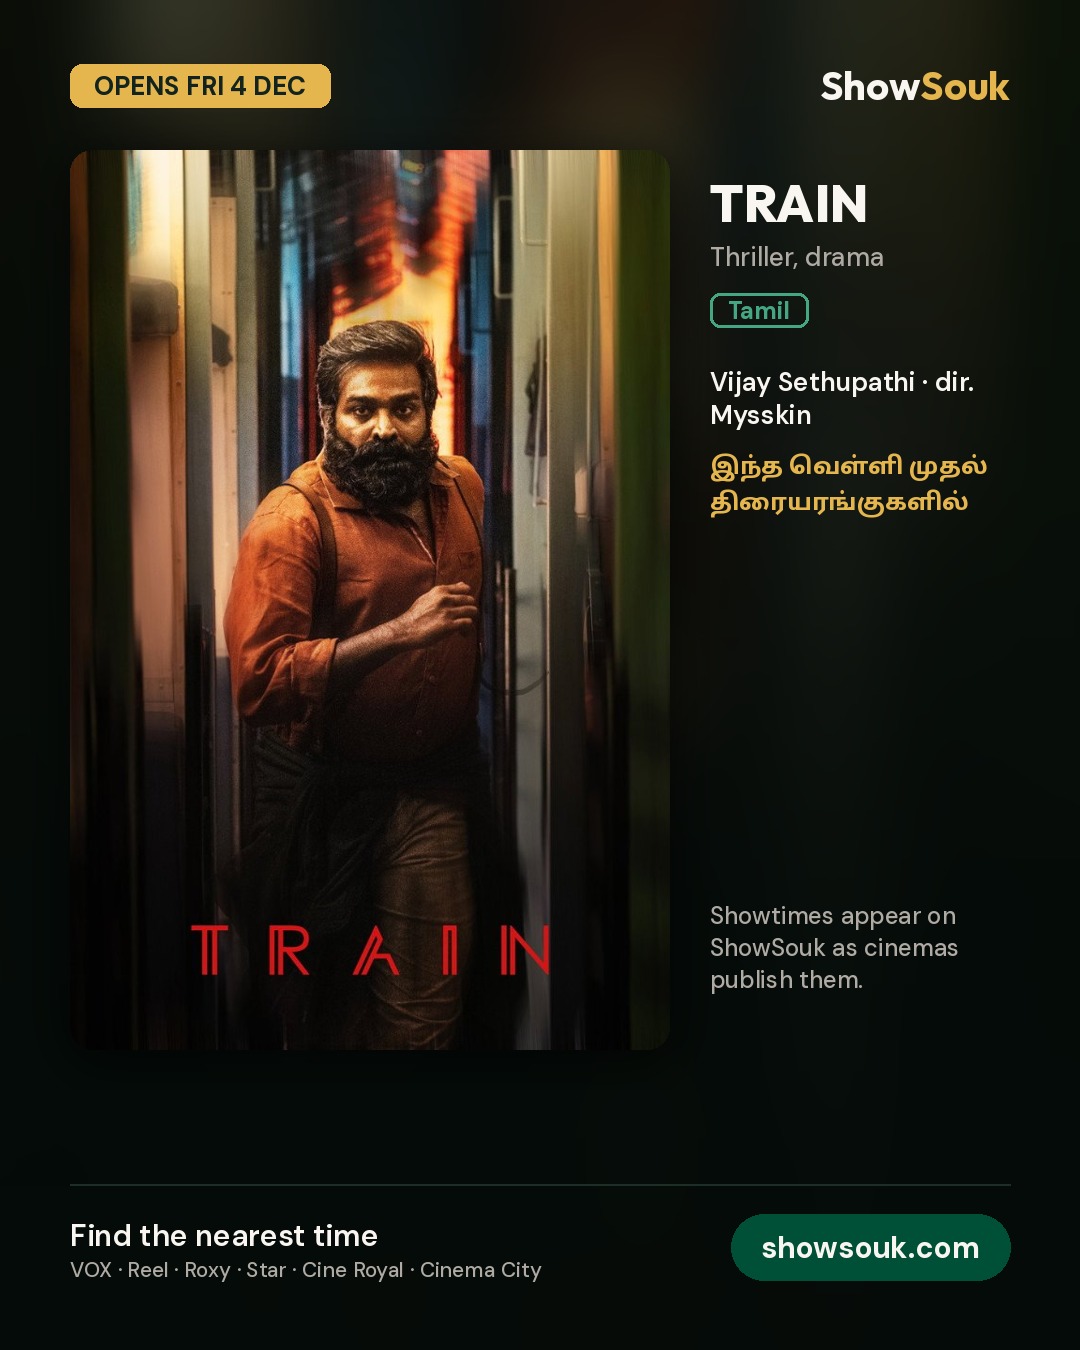 OPENS FRI 4 DEC
ShowSouk
TRAIN
Thriller, drama
Tamil
Vijay Sethupathi · dir.
Mysskin
இந்த வெள்ளி முதல்
திரையரங்குகளில்
TRAIN
Showtimes appear on
ShowSouk as cinemas
publish them.
Find the nearest time
VOX · Reel · Roxy · Star · Cine Royal · Cinema City
showsouk.com